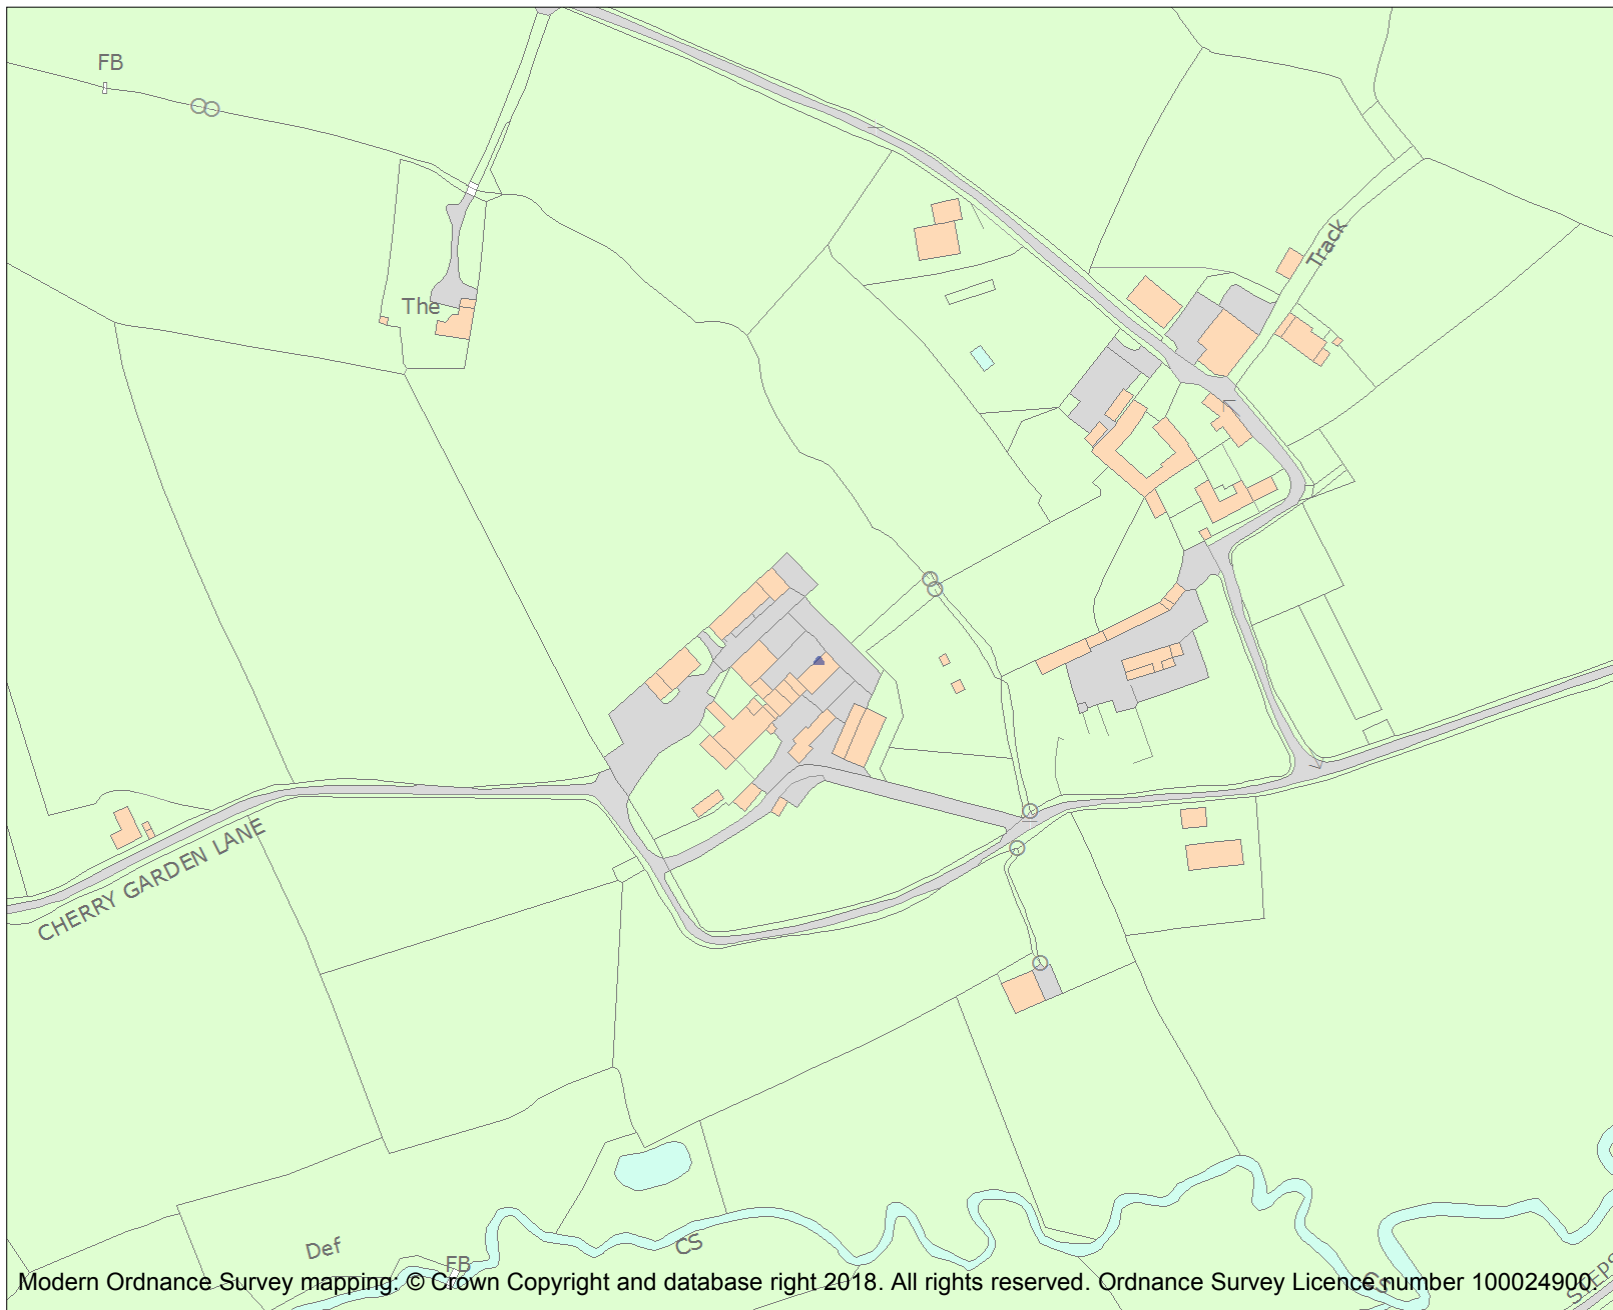 FB
Track
The
CHERRY GARDEN LANE
Def
CS
FB
CS
Modern Ordnance Survey mapping: © Crown Copyright and database right 2018. All rights reserved. Ordnance Survey Licence number 100024900.